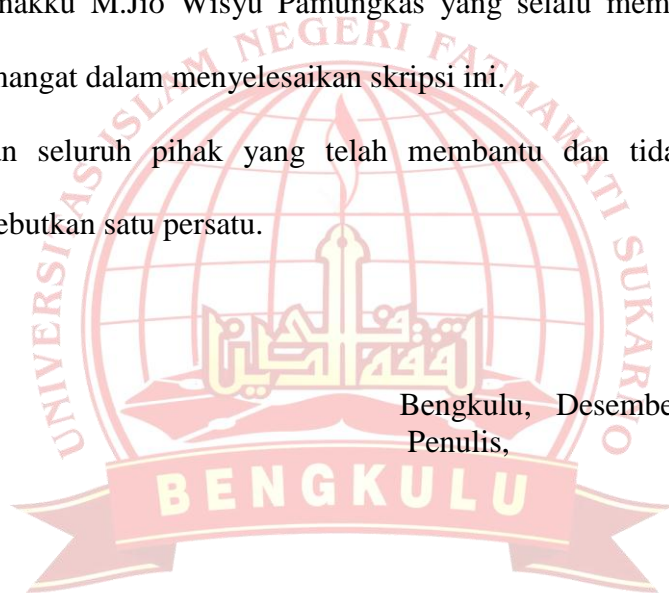 nakku M.Jio Wisyu Pamungkas yang selalu mem
nangat dalam menyelesaikan skripsi ini.
n seluruh pihak yang telah membantu dan tida
ebutkan satu persatu.
Bengkulu, Desembe
Penulis,
UNIVERSITAS ISLAM NEGERI FATMAWATI SUKARNO
BENGKULU